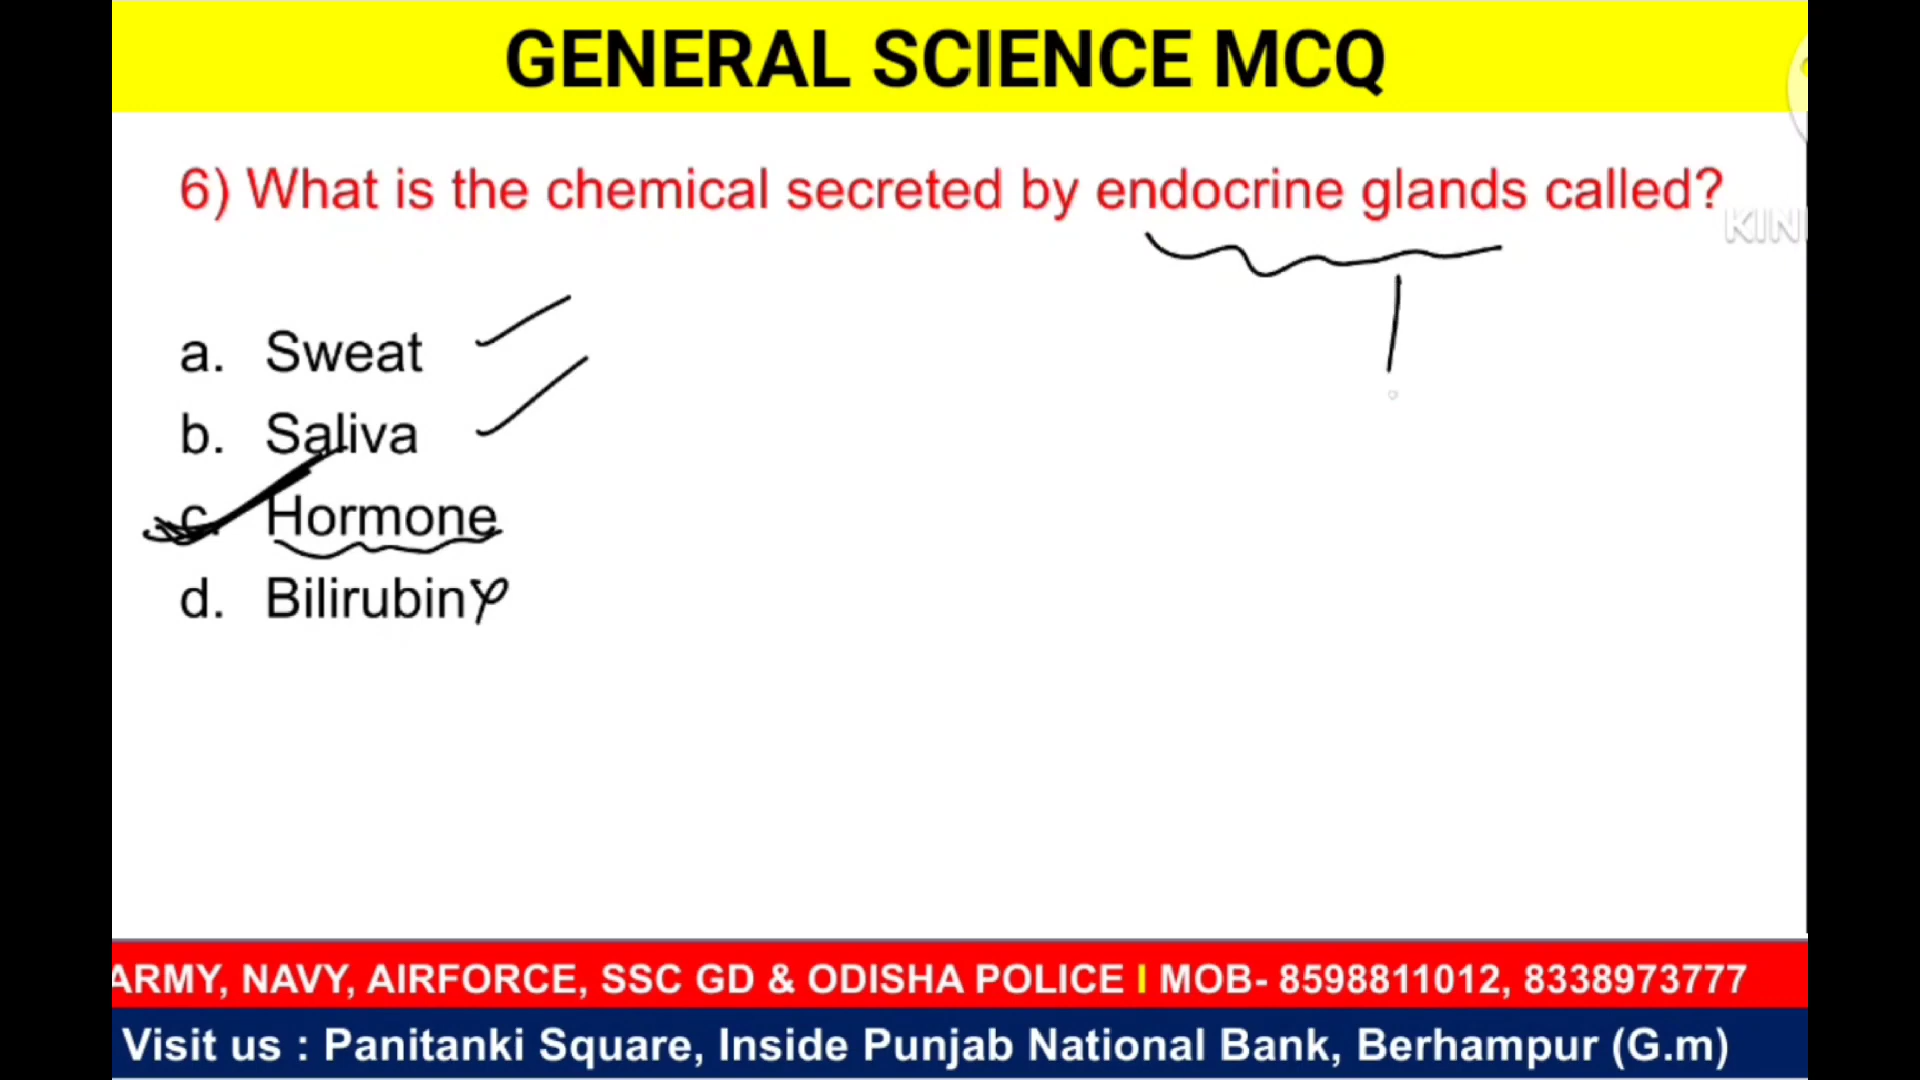 GENERAL SCIENCE MCQ
6) What is the chemical secreted by endocrine glands called?
KIN
a. Sweat
b. Saliva
c. Hormone
d. Bilirubin
ARMY, NAVY, AIRFORCE, SSC GD & ODISHA POLICE I MOB- 8598811012, 8338973777
Visit us : Panitanki Square, Inside Punjab National Bank, Berhampur (G.m)